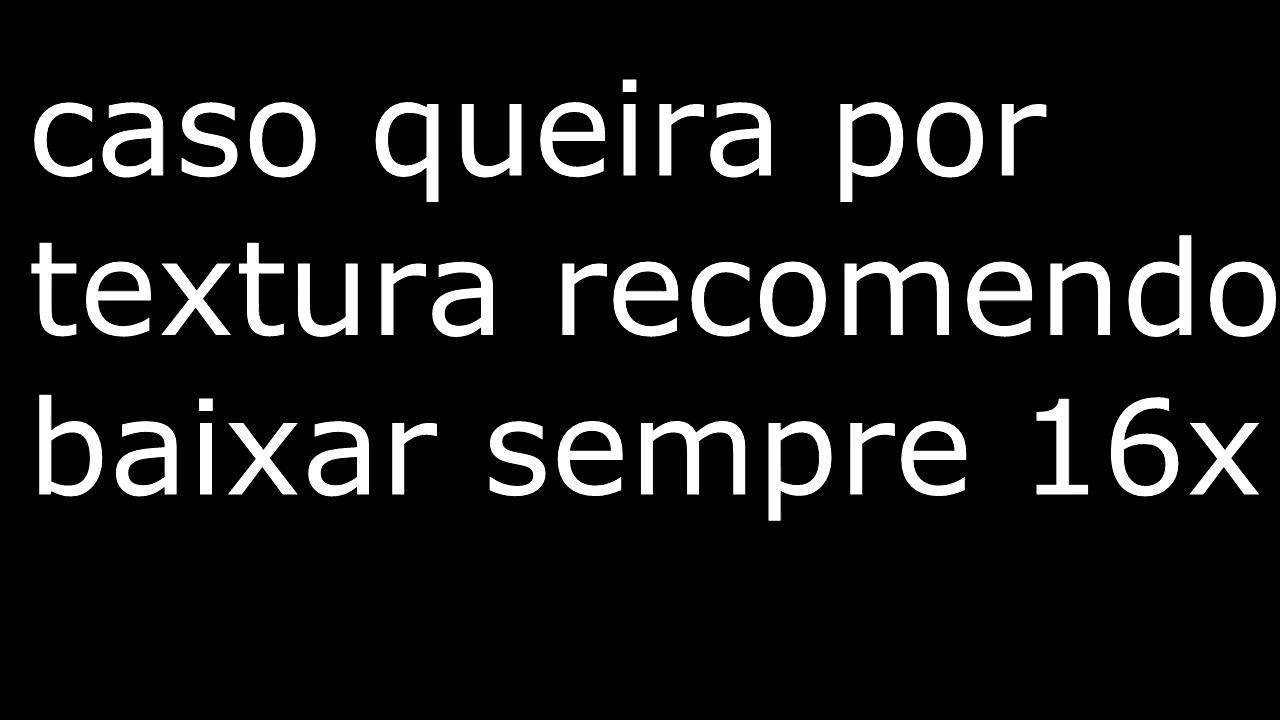 caso queira por
textura recomendo
baixar sempre 16x